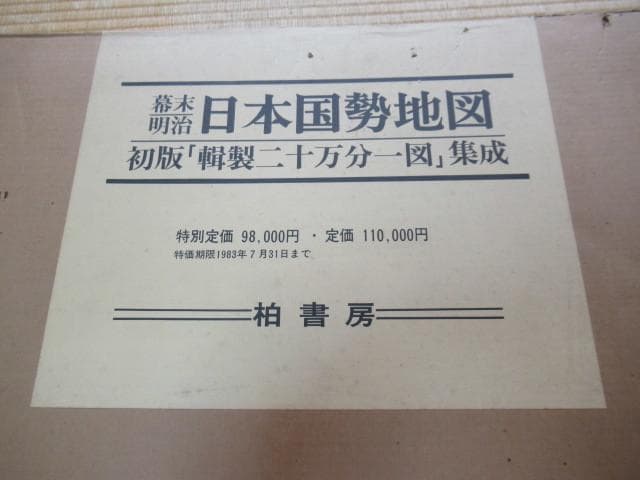 幕末
明治 日本国勢地図
初版「輯製二十万分一図」集成
特別定価 98,000円 ・ 定価 110,000円
特価期限1983年7月31日まで
柏書房